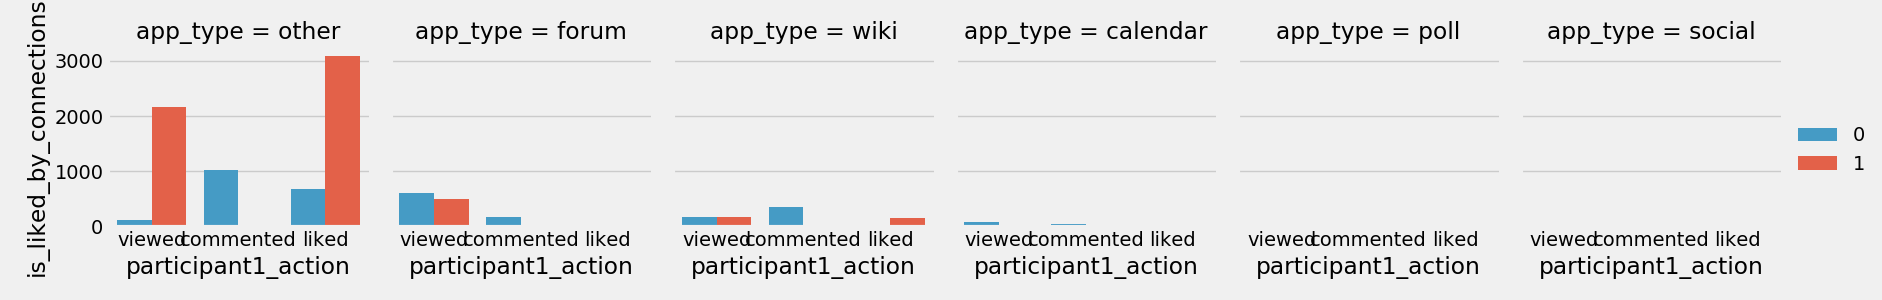 app_type = other
app_type = forum
app_type = wiki
app_type = calendar
app_type = poll
app_type = social
is_liked_by_connections
3000
2000
1000
0
viewed
commented
liked
viewed
commented
liked
viewed
commented
liked
viewed
commented
liked
viewed
commented
liked
viewed
commented
liked
participant1_action
participant1_action
participant1_action
participant1_action
participant1_action
participant1_action
0
1